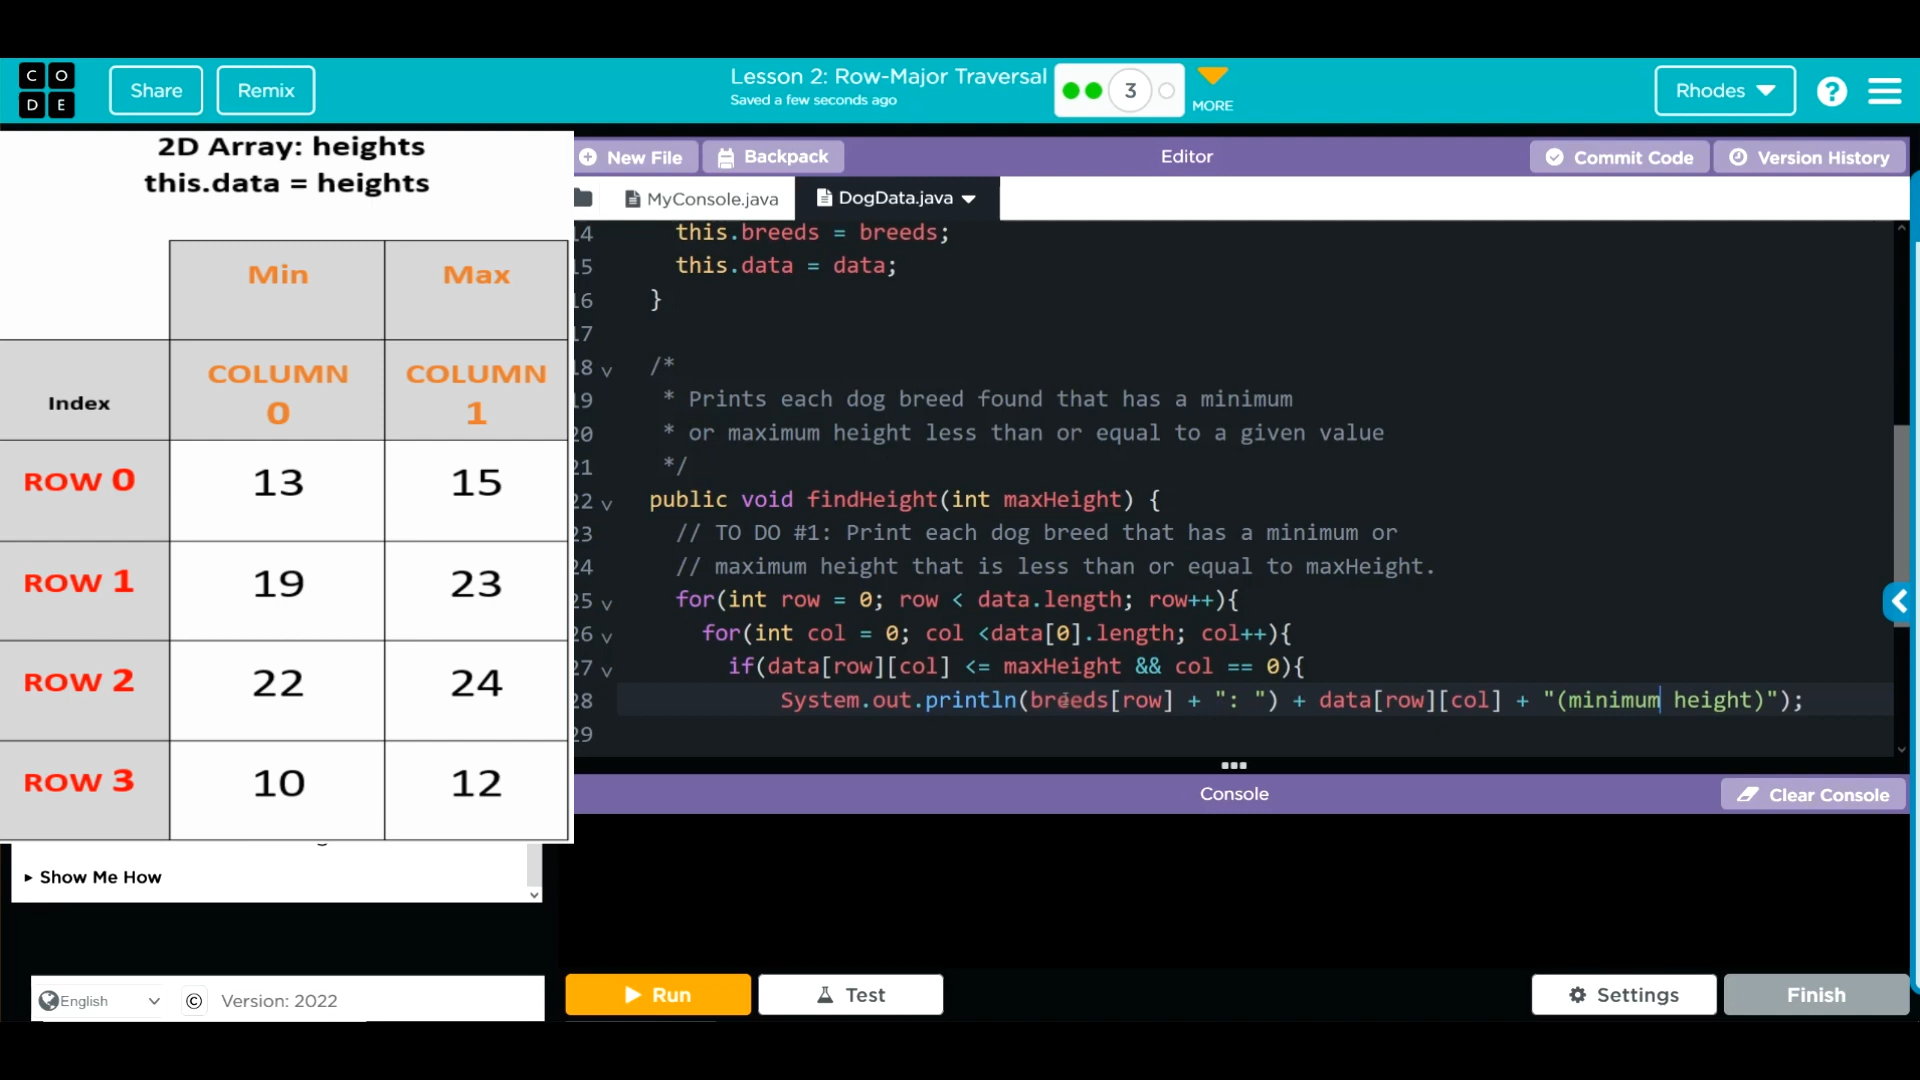 C O
D E
Share
Remix
Lesson 2: Row-Major Traversal
Saved a few seconds ago
3
MORE
Rhodes
?
2D Array: heights
this.data = heights
Min Max
Index COLUMN 0 COLUMN 1
ROW 0 13 15
ROW 1 19 23
ROW 2 22 24
ROW 3 10 12
Show Me How
English
© Version: 2022
New File
Backpack
Editor
Commit Code
Version History
MyConsole.java
DogData.java
14 this.breeds = breeds;
15 this.data = data;
16 }
17
18 /*
19 * Prints each dog breed found that has a minimum
20 * or maximum height less than or equal to a given value
21 */
22 public void findHeight(int maxHeight) {
23 // TO DO #1: Print each dog breed that has a minimum or
24 // maximum height that is less than or equal to maxHeight.
25 for(int row = 0; row < data.length; row++){
26 for(int col = 0; col <data[0].length; col++){
27 if(data[row][col] <= maxHeight && col == 0){
28 System.out.println(breeds[row] + ": ") + data[row][col] + "(minimum height)");
29
Console
Clear Console
Run
Test
Settings
Finish